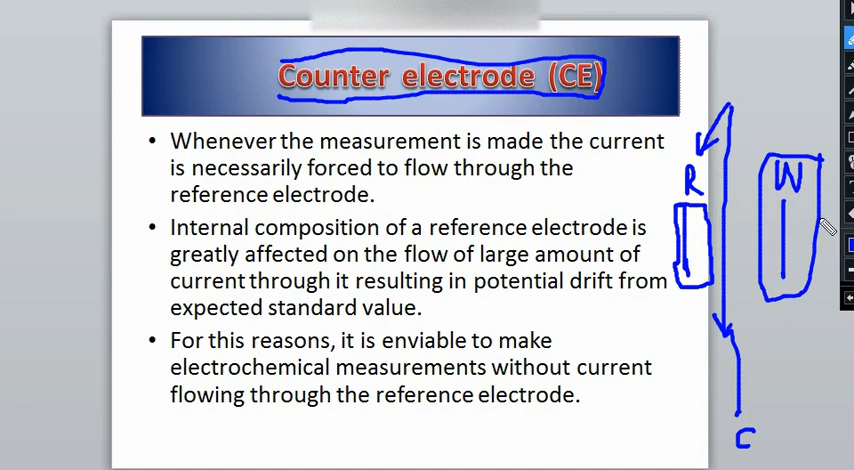 Counter electrode (CE)
• Whenever the measurement is made the current
is necessarily forced to flow through the
reference electrode.
• Internal composition of a reference electrode is
greatly affected on the flow of large amount of
current through it resulting in potential drift from
expected standard value.
• For this reasons, it is enviable to make
electrochemical measurements without current
flowing through the reference electrode.
R
W
C